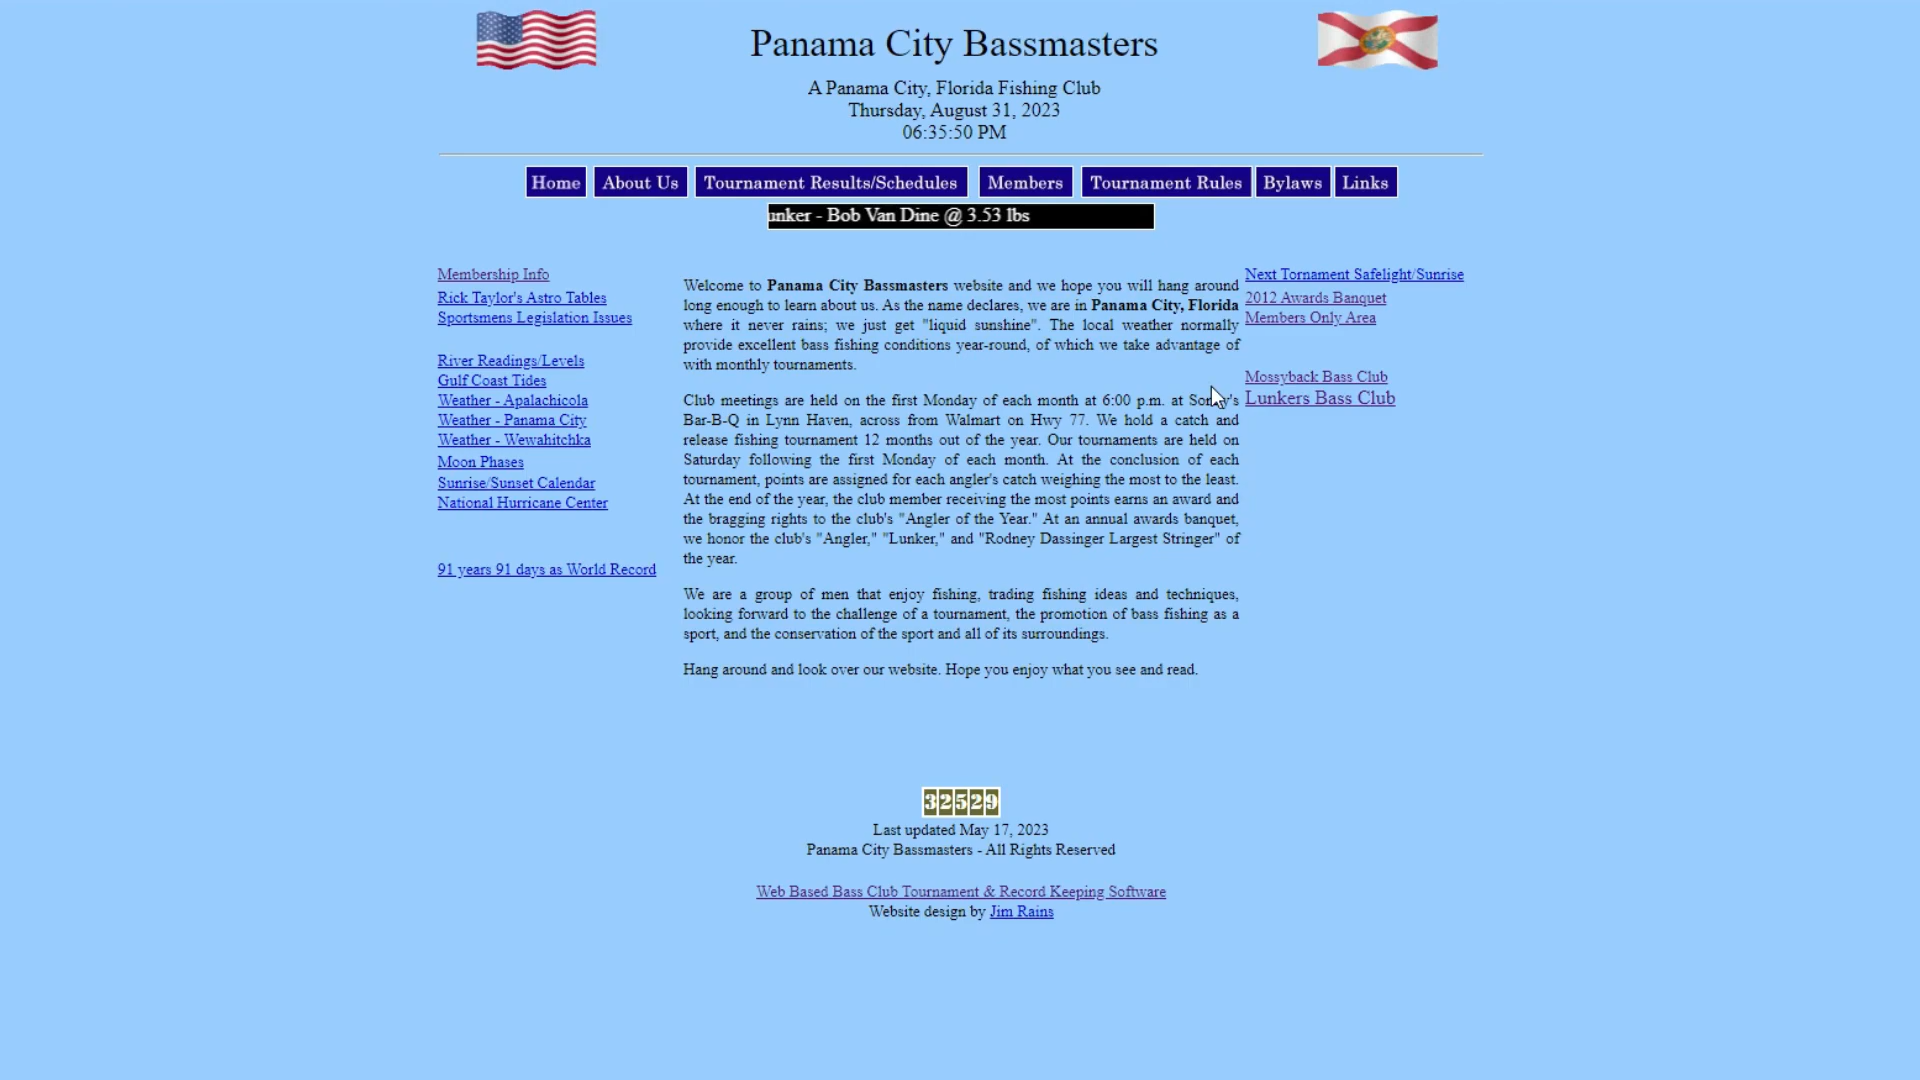 Panama City Bassmasters
A Panama City, Florida Fishing Club
Thursday, August 31, 2023
06:35:50 PM
Home About Us Tournament Results/Schedules Members Tournament Rules Bylaws Links
unker - Bob Van Dine @ 3.53 lbs
Membership Info
Rick Taylor's Astro Tables
Sportsmens Legislation Issues
River Readings/Levels
Gulf Coast Tides
Weather - Apalachicola
Weather - Panama City
Weather - Wewahitchka
Moon Phases
Sunrise/Sunset Calendar
National Hurricane Center
91 years 91 days as World Record
Welcome to Panama City Bassmasters website and we hope you will hang around
long enough to learn about us. As the name declares, we are in Panama City, Florida
where it never rains; we just get "liquid sunshine". The local weather normally
provide excellent bass fishing conditions year-round, of which we take advantage of
with monthly tournaments.
Club meetings are held on the first Monday of each month at 6:00 p.m. at Sonny's
Bar-B-Q in Lynn Haven, across from Walmart on Hwy 77. We hold a catch and
release fishing tournament 12 months out of the year. Our tournaments are held on
Saturday following the first Monday of each month. At the conclusion of each
tournament, points are assigned for each angler's catch weighing the most to the least.
At the end of the year, the club member receiving the most points earns an award and
the bragging rights to the club's "Angler of the Year." At an annual awards banquet,
we honor the club's "Angler," "Lunker," and "Rodney Dassinger Largest Stringer" of
the year.
We are a group of men that enjoy fishing, trading fishing ideas and techniques,
looking forward to the challenge of a tournament, the promotion of bass fishing as a
sport, and the conservation of the sport and all of its surroundings.
Hang around and look over our website. Hope you enjoy what you see and read.
Next Tornament Safelight/Sunrise
2012 Awards Banquet
Members Only Area
Mossyback Bass Club
Lunkers Bass Club
32529
Last updated May 17, 2023
Panama City Bassmasters - All Rights Reserved
Web Based Bass Club Tournament & Record Keeping Software
Website design by Jim Rains